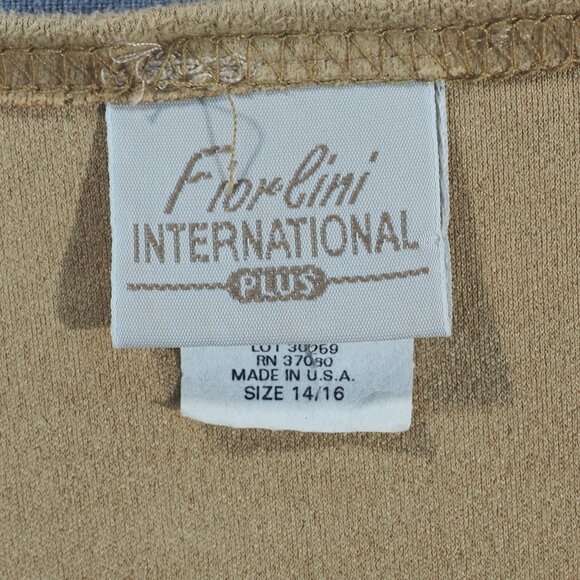 Fiorlini
INTERNATIONAL
PLUS
LOT 30259
RN 37080
MADE IN U.S.A.
SIZE 14/16